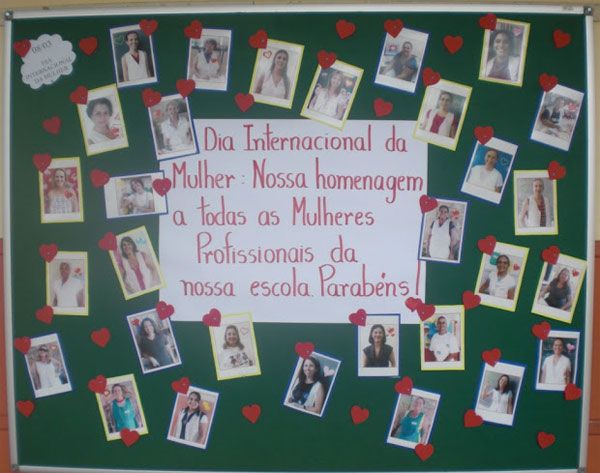 08/03
DIA
INTERNACIONAL
DA MULHER
Dia Internacional da
Mulher: Nossa homenagem
a todas as Mulheres
Profissionais da
nossa escola. Parabéns!